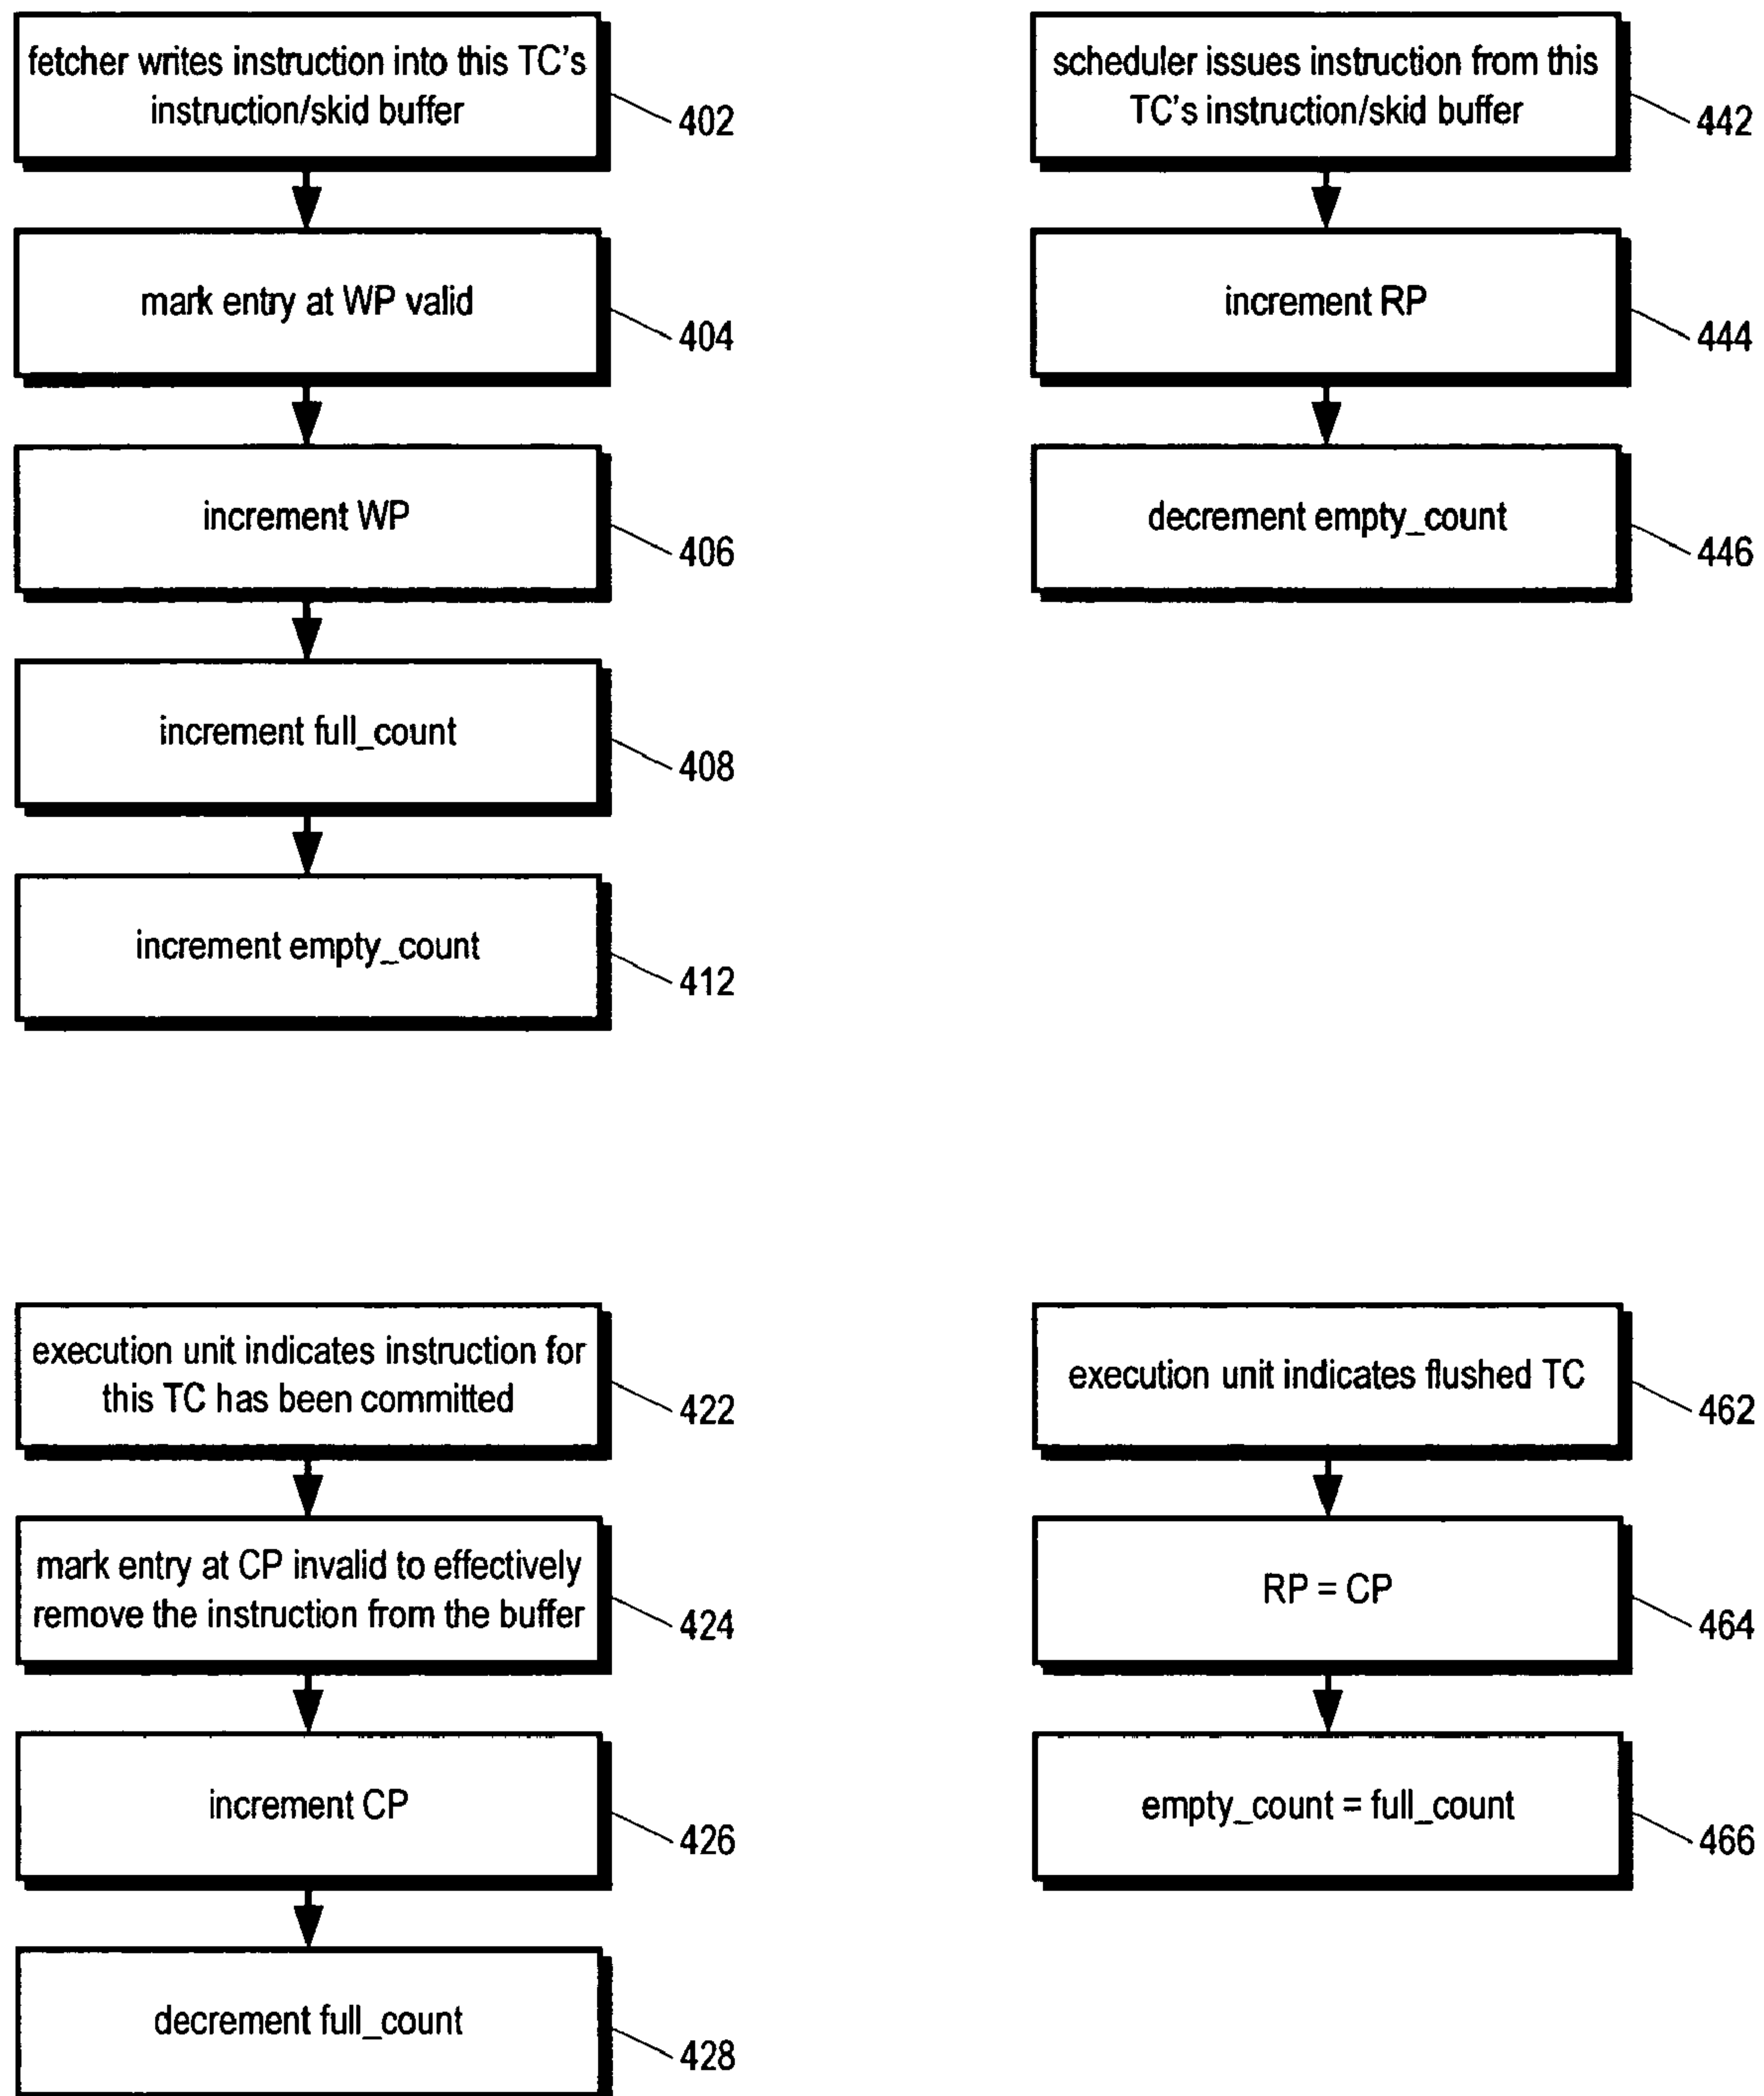 fetcher writes instruction into this TC's
instruction/skid buffer
402
mark entry at WP valid
404
increment WP
406
increment full_count
408
increment empty_count
412
scheduler issues instruction from this
TC's instruction/skid buffer
442
increment RP
444
decrement empty_count
446
execution unit indicates instruction for
this TC has been committed
422
mark entry at CP invalid to effectively
remove the instruction from the buffer
424
increment CP
426
decrement full_count
428
execution unit indicates flushed TC
462
RP = CP
464
empty_count = full_count
466